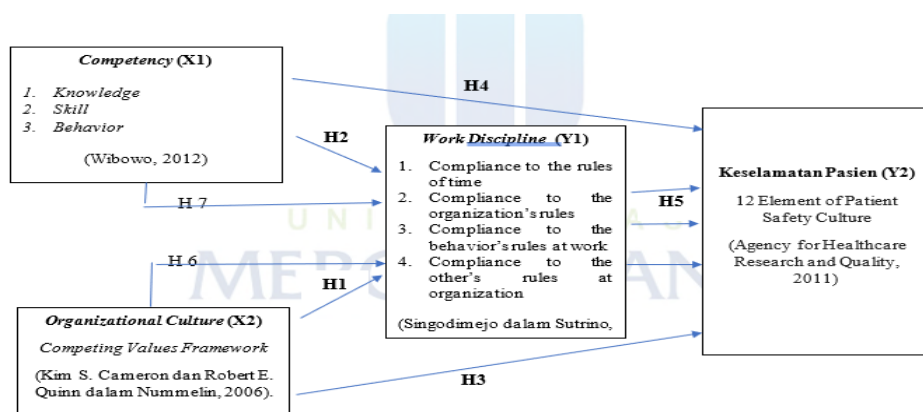 Competency (X1)
1. Knowledge
2. Skill
3. Behavior
(Wibowo, 2012)
H4
H2
H 7
Work Discipline (Y1)
1. Compliance to the rules
of time
2. Compliance to the
organization's rules
3. Compliance to the
behavior's rules at work
4. Compliance to the
other's rules at
organization
(Singodimejo dalam Sutrino,
H5
Keselamatan Pasien (Y2)
12 Element of Patient
Safety Culture
(Agency for Healthcare
Research and Quality,
2011)
H 6
H1
Organizational Culture (X2)
Competing Values Framework
(Kim S. Cameron dan Robert E.
Quinn dalam Nummelin, 2006).
H3